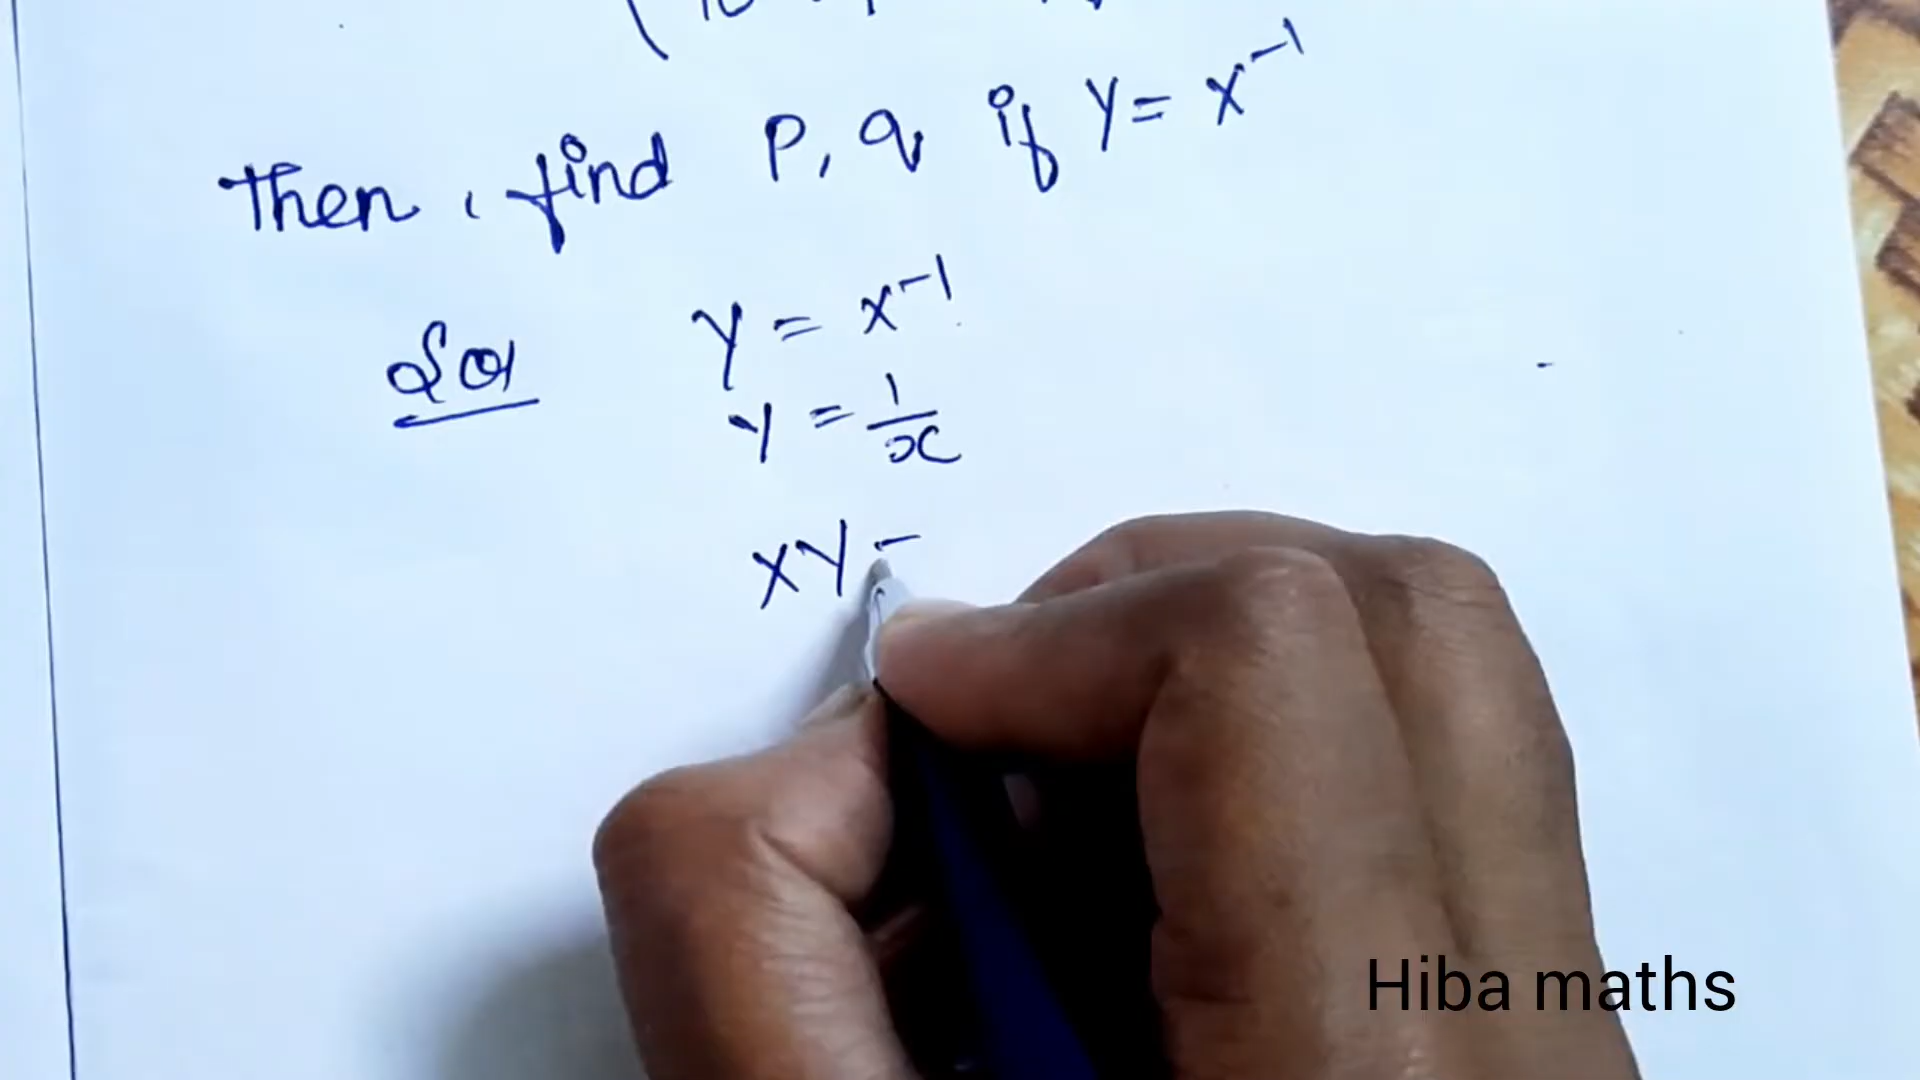 Then, find P, q if y = x⁻¹
Sol y = x⁻¹
y = 1/x
xy =
Hiba maths